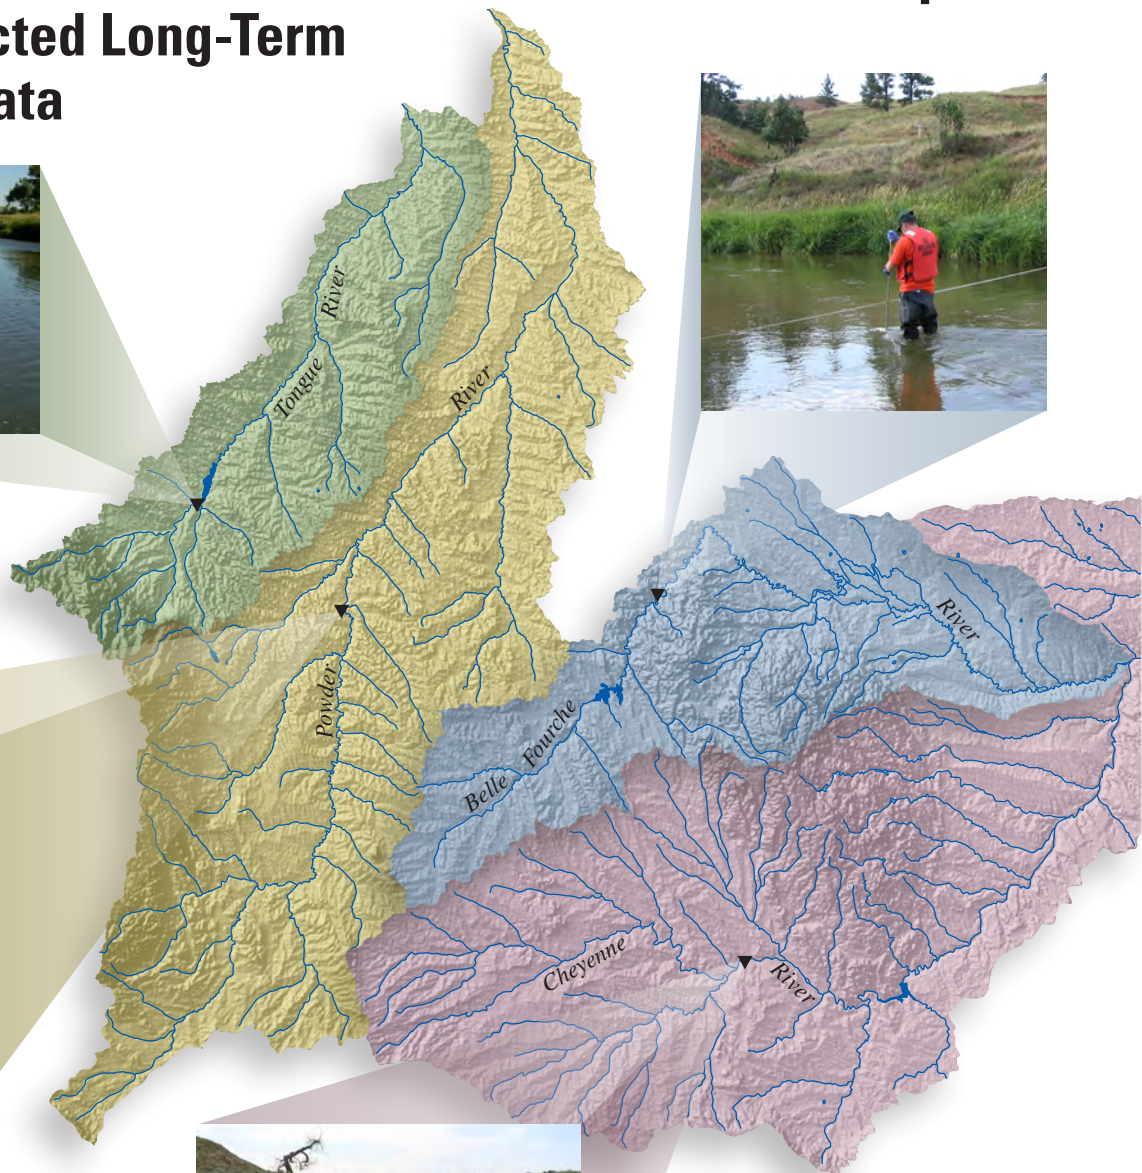 cted Long-Term
ata
Tongue River
Powder River
Belle Fourche River
Cheyenne River